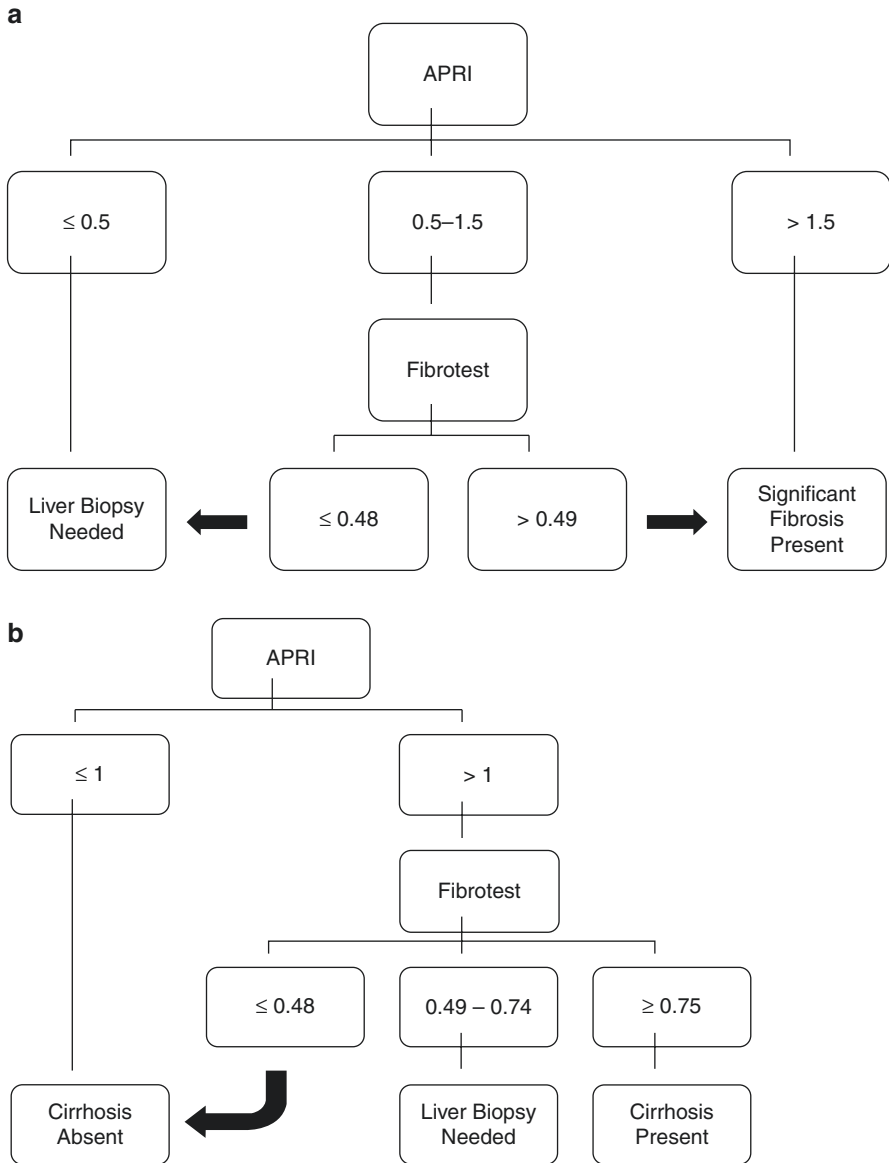 a
APRI
≤ 0.5
0.5–1.5
> 1.5
Fibrotest
Liver Biopsy
Needed
≤ 0.48
> 0.49
Significant
Fibrosis
Present
b
APRI
≤ 1
> 1
Fibrotest
≤ 0.48
0.49 – 0.74
≥ 0.75
Cirrhosis
Absent
Liver Biopsy
Needed
Cirrhosis
Present